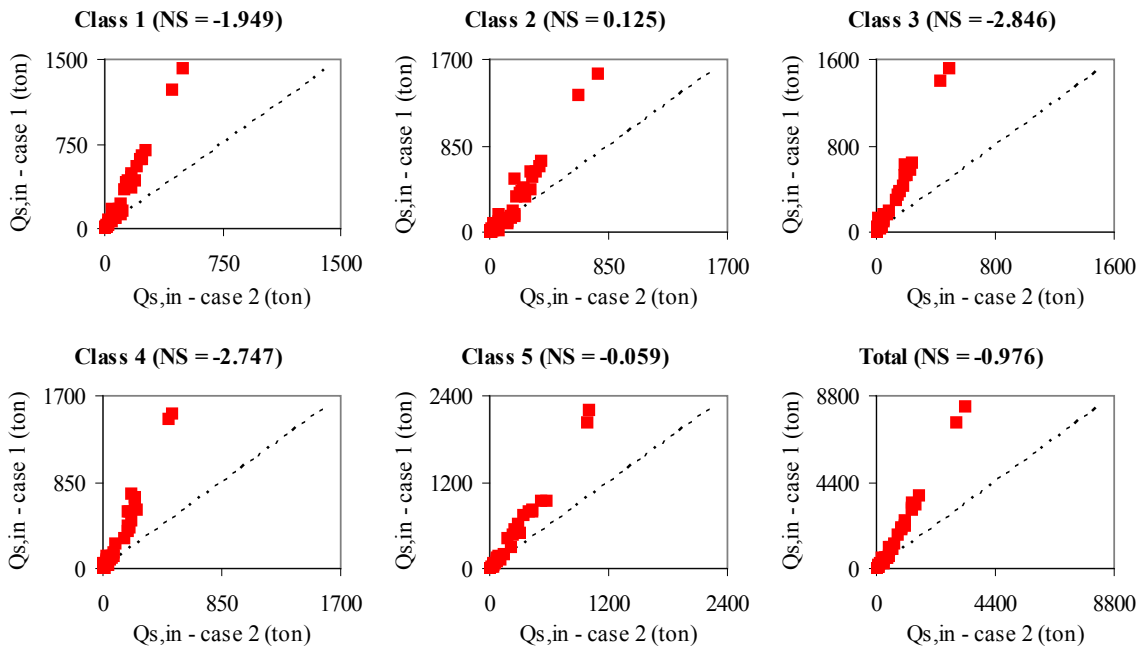 Class 1 (NS = -1.949)
Qs,in - case 1 (ton)
1500
750
0
0
750
1500
Qs,in - case 2 (ton)
Class 2 (NS = 0.125)
Qs,in - case 1 (ton)
1700
850
0
0
850
1700
Qs,in - case 2 (ton)
Class 3 (NS = -2.846)
Qs,in - case 1 (ton)
1600
800
0
0
800
1600
Qs,in - case 2 (ton)
Class 4 (NS = -2.747)
Qs,in - case 1 (ton)
1700
850
0
0
850
1700
Qs,in - case 2 (ton)
Class 5 (NS = -0.059)
Qs,in - case 1 (ton)
2400
1200
0
0
1200
2400
Qs,in - case 2 (ton)
Total (NS = -0.976)
Qs,in - case 1 (ton)
8800
4400
0
0
4400
8800
Qs,in - case 2 (ton)